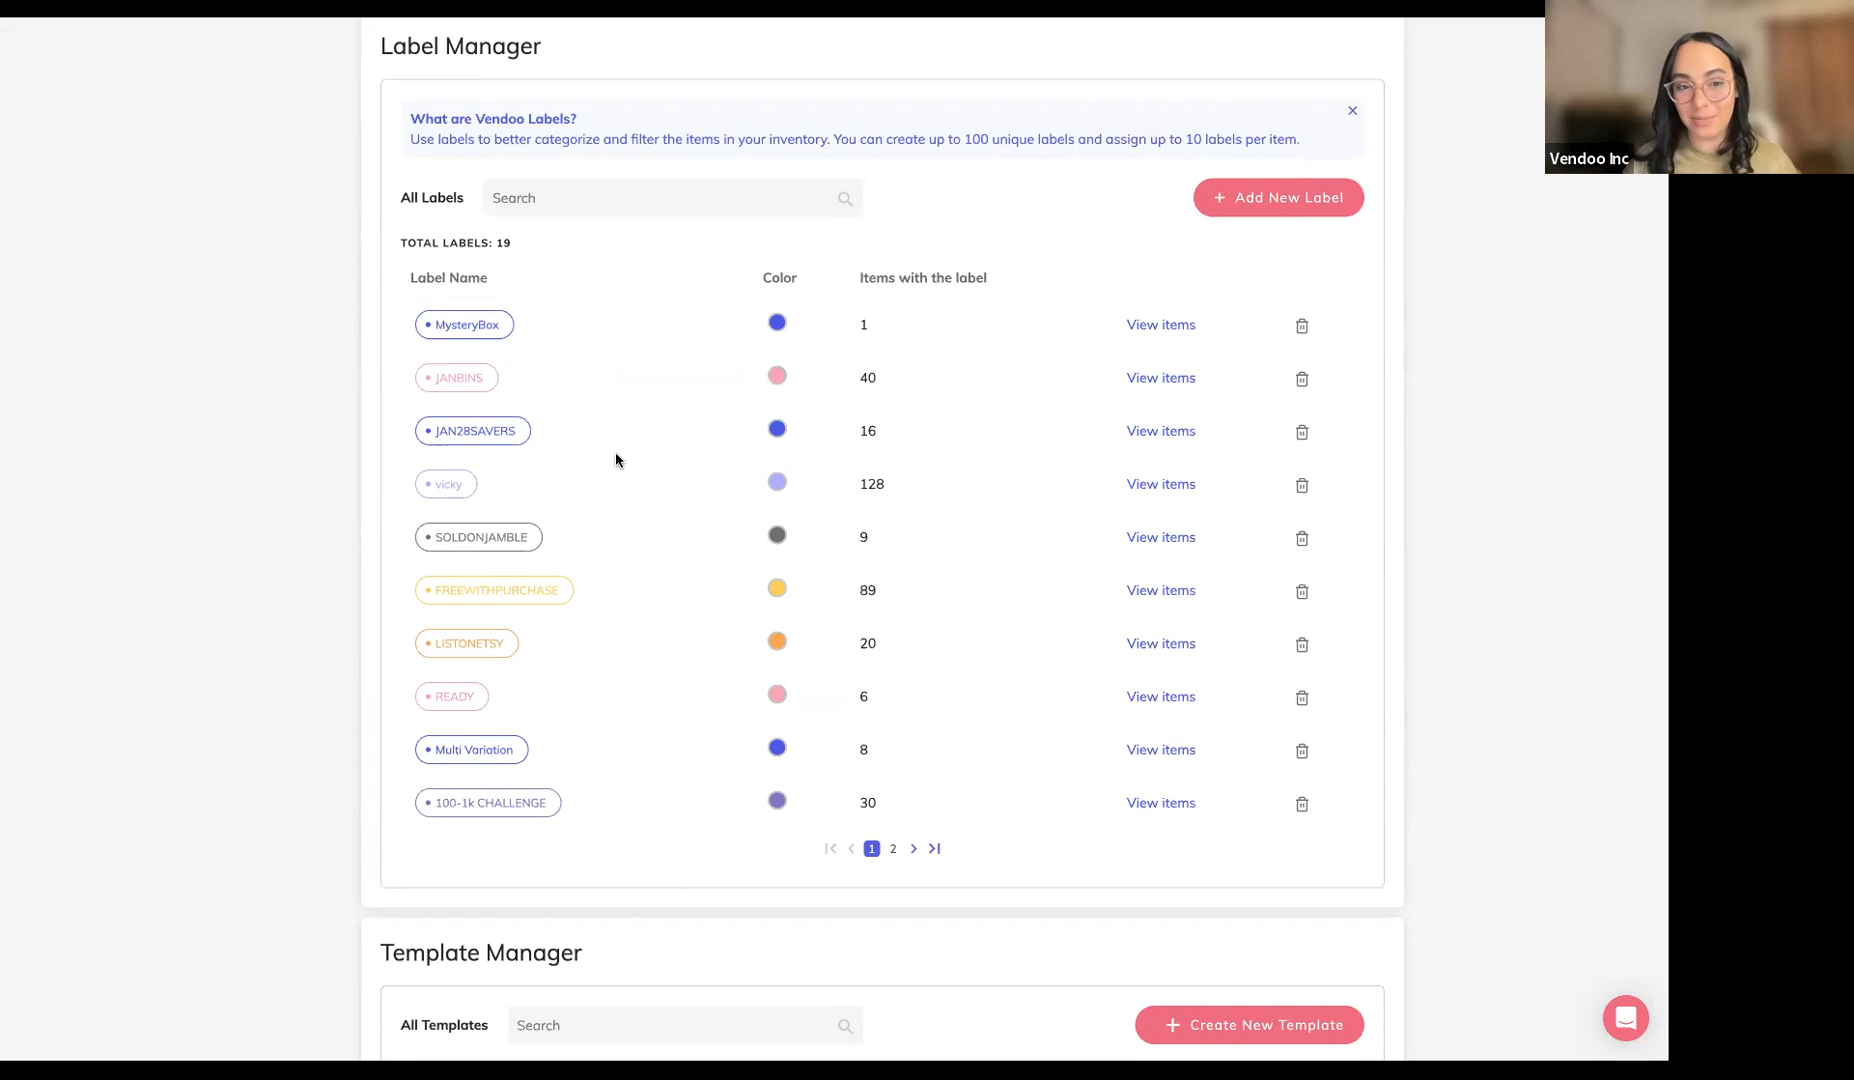 Label Manager
What are Vendoo Labels?
Use labels to better categorize and filter the items in your inventory. You can create up to 100 unique labels and assign up to 10 labels per item.
All Labels Search + Add New Label
TOTAL LABELS: 19
Label Name Color Items with the label
MysteryBox 1 View items
JANBINS 40 View items
JAN28SAVERS 16 View items
vicky 128 View items
SOLDONJAMBLE 9 View items
FREEWITHPURCHASE 89 View items
LISTONETSY 20 View items
READY 6 View items
Multi Variation 8 View items
100-1k CHALLENGE 30 View items
1 2
Template Manager
All Templates Search + Create New Template
Vendoo Inc